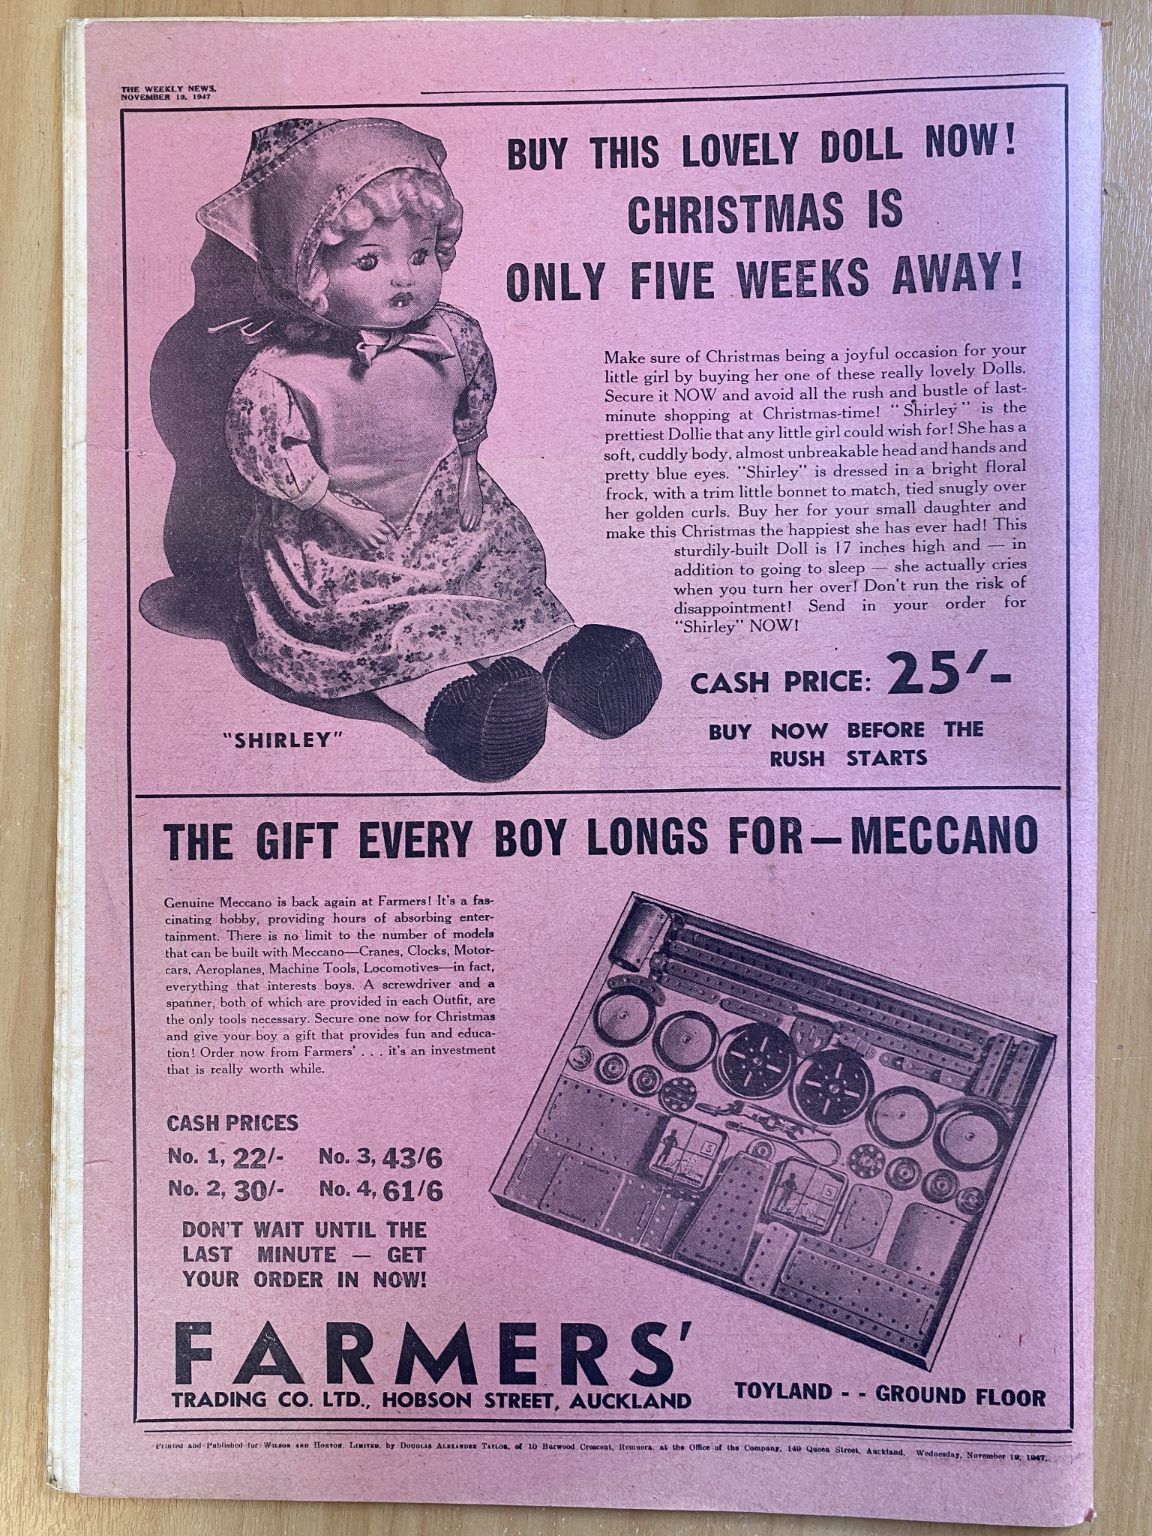 THE WEEKLY NEWS,
NOVEMBER 19, 1947
BUY THIS LOVELY DOLL NOW!
CHRISTMAS IS
ONLY FIVE WEEKS AWAY!
Make sure of Christmas being a joyful occasion for your
little girl by buying her one of these really lovely Dolls.
Secure it NOW and avoid all the rush and bustle of last-
minute shopping at Christmas-time! "Shirley" is the
prettiest Dollie that any little girl could wish for! She has a
soft, cuddly body, almost unbreakable head and hands and
pretty blue eyes. "Shirley" is dressed in a bright floral
frock, with a trim little bonnet to match, tied snugly over
her golden curls. Buy her for your small daughter and
make this Christmas the happiest she has ever had! This
sturdily-built Doll is 17 inches high and — in
addition to going to sleep — she actually cries
when you turn her over! Don't run the risk of
disappointment! Send in your order for
"Shirley" NOW!
CASH PRICE: 25/-
BUY NOW BEFORE THE
RUSH STARTS
"SHIRLEY"
THE GIFT EVERY BOY LONGS FOR—MECCANO
Genuine Meccano is back again at Farmers! It's a fas-
cinating hobby, providing hours of absorbing enter-
tainment. There is no limit to the number of models
that can be built with Meccano—Cranes, Clocks, Motor-
cars, Aeroplanes, Machine Tools, Locomotives—in fact,
everything that interests boys. A screwdriver and a
spanner, both of which are provided in each Outfit, are
the only tools necessary. Secure one now for Christmas
and give your boy a gift that provides fun and educa-
tion! Order now from Farmers' . . . it's an investment
that is really worth while.
CASH PRICES
No. 1, 22/- No. 3, 43/6
No. 2, 30/- No. 4, 61/6
DON'T WAIT UNTIL THE
LAST MINUTE — GET
YOUR ORDER IN NOW!
FARMERS'
TRADING CO. LTD., HOBSON STREET, AUCKLAND
TOYLAND - - GROUND FLOOR
Printed and Published for WILSON AND HORTON, LIMITED, by DOUGLAS ALEXANDER TAYLOR, of 10 Burwood Crescent, Remuera, at the Office of the Company, 149 Queen Street, Auckland. Wednesday, November 19, 1947.